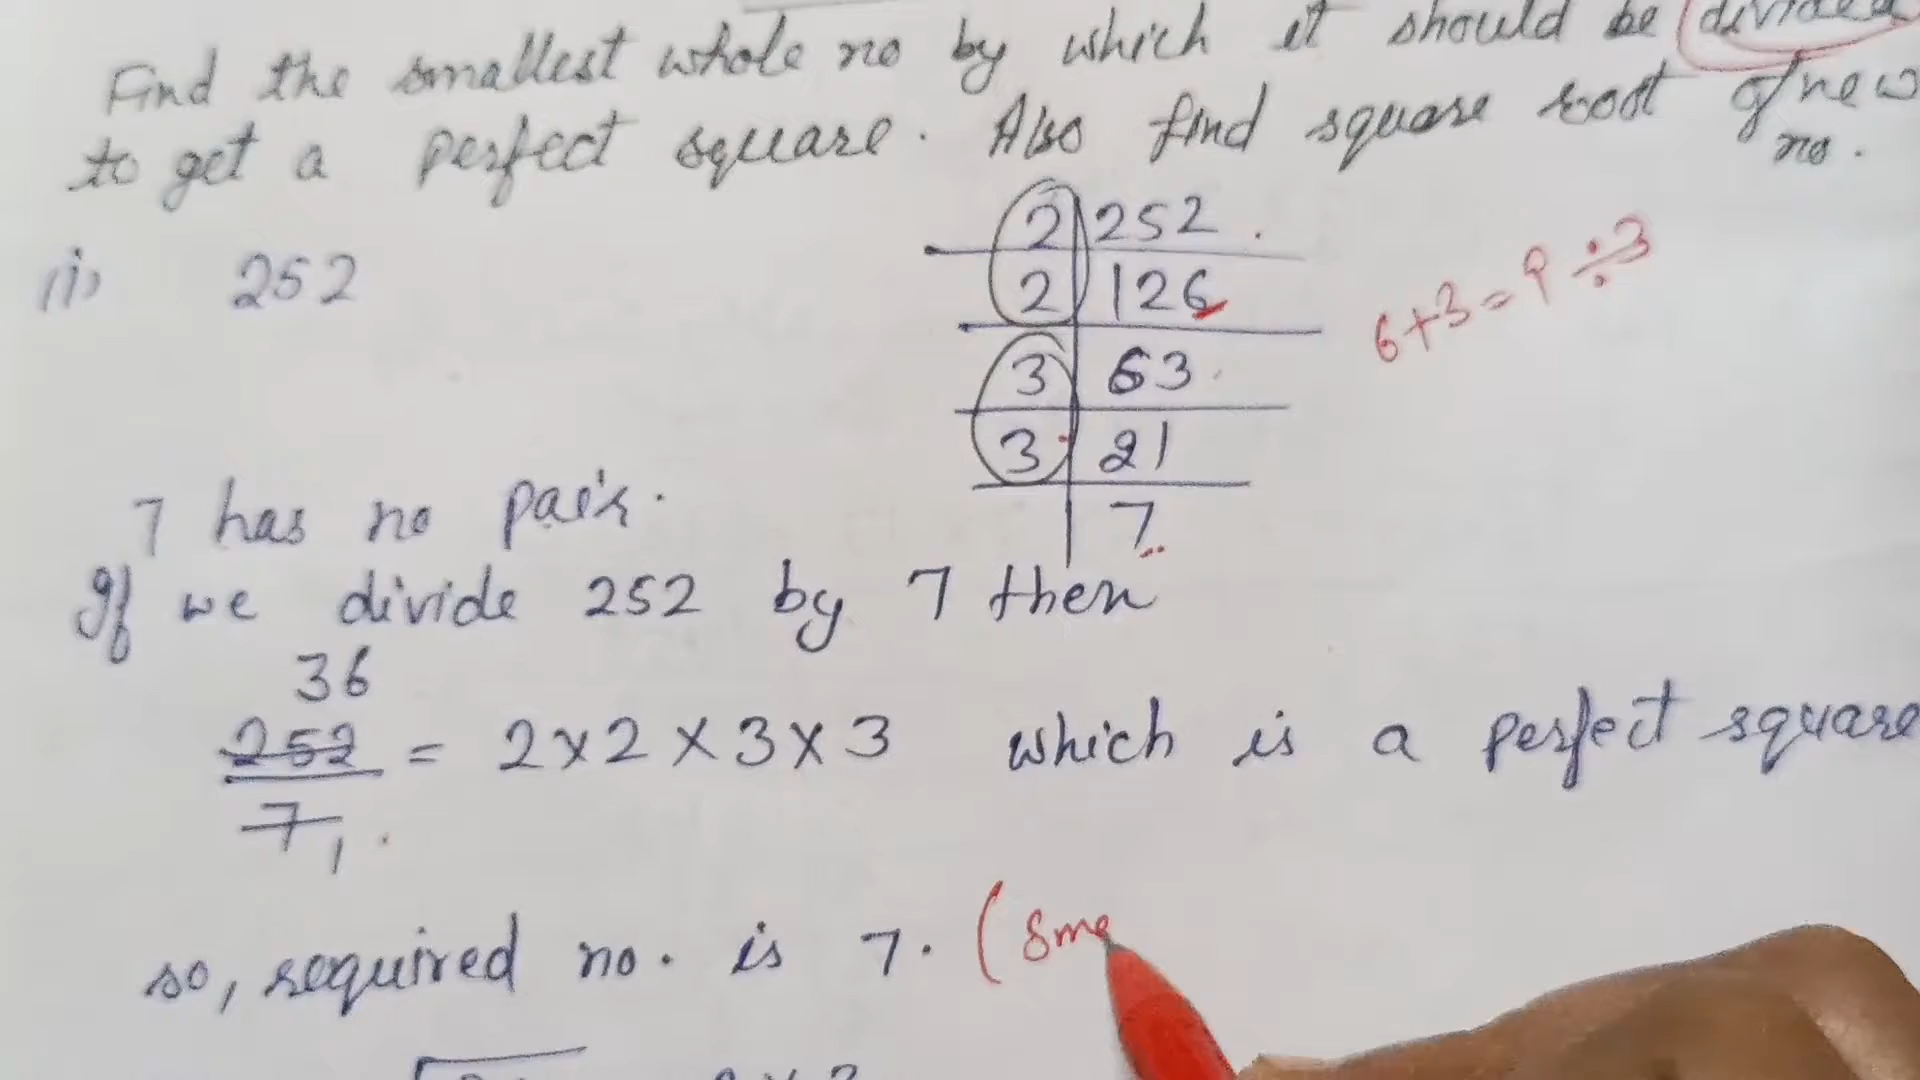 Find the smallest whole no by which it should be divided
to get a perfect square. Also find square root of new
no.
(i) 252
2 | 252
2 | 126
3 | 63
3 | 21
7
6+3=9÷3
7 has no pair.
If we divide 252 by 7 then
36
252/7 = 2×2×3×3 which is a perfect square
1
so, required no. is 7. (Sma